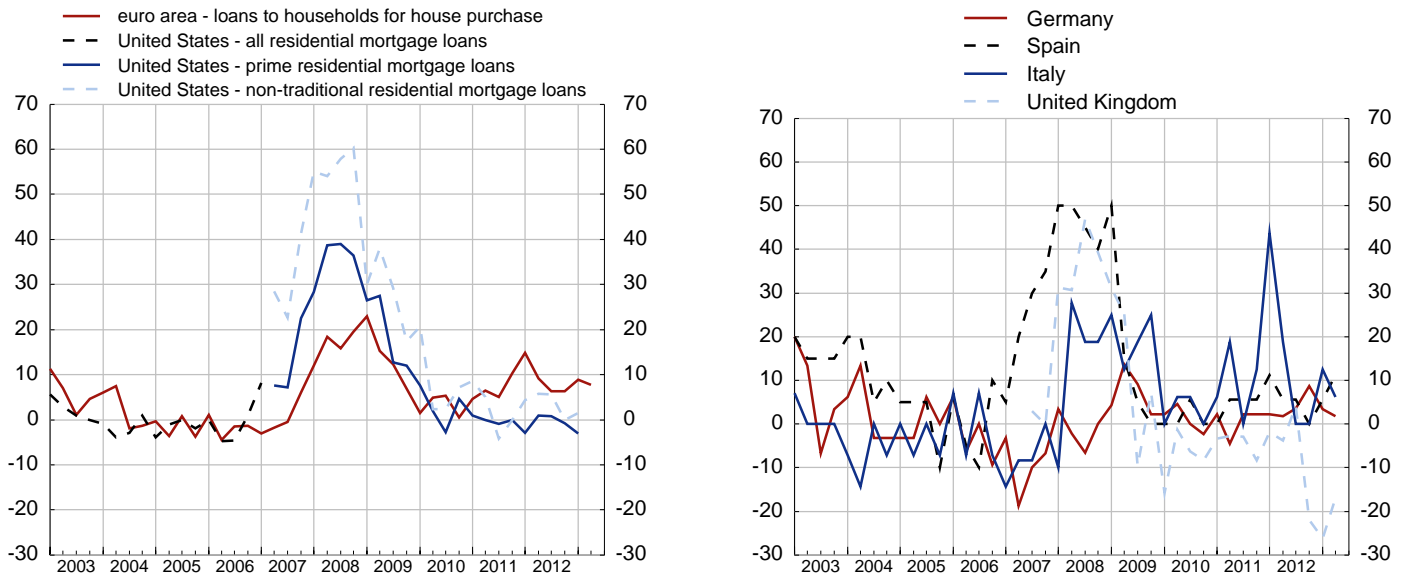 euro area - loans to households for house purchase
United States - all residential mortgage loans
United States - prime residential mortgage loans
United States - non-traditional residential mortgage loans
70 70
60 60
50 50
40 40
30 30
20 20
10 10
0 0
-10 -10
-20 -20
-30 -30
2003 2004 2005 2006 2007 2008 2009 2010 2011 2012
Germany
Spain
Italy
United Kingdom
70 70
60 60
50 50
40 40
30 30
20 20
10 10
0 0
-10 -10
-20 -20
-30 -30
2003 2004 2005 2006 2007 2008 2009 2010 2011 2012